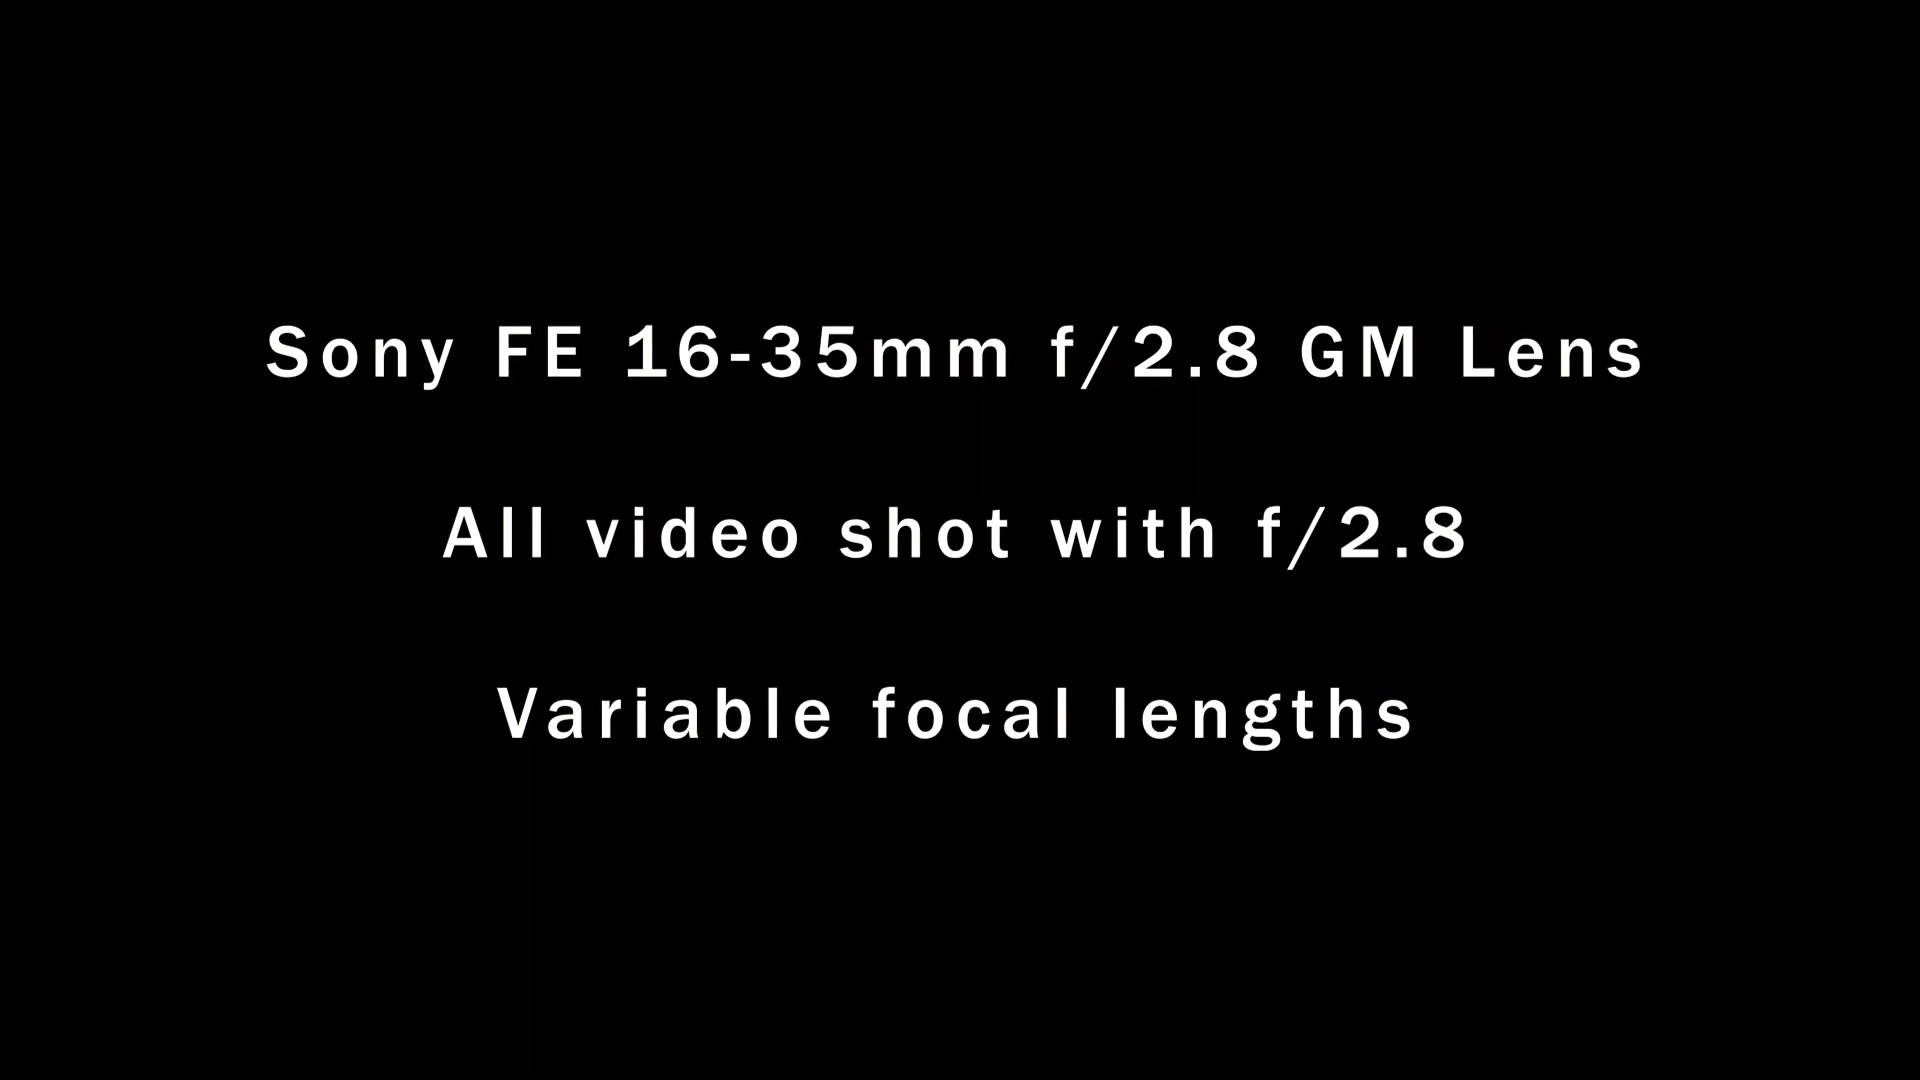 Sony FE 16-35mm f/2.8 GM Lens
All video shot with f/2.8
Variable focal lengths